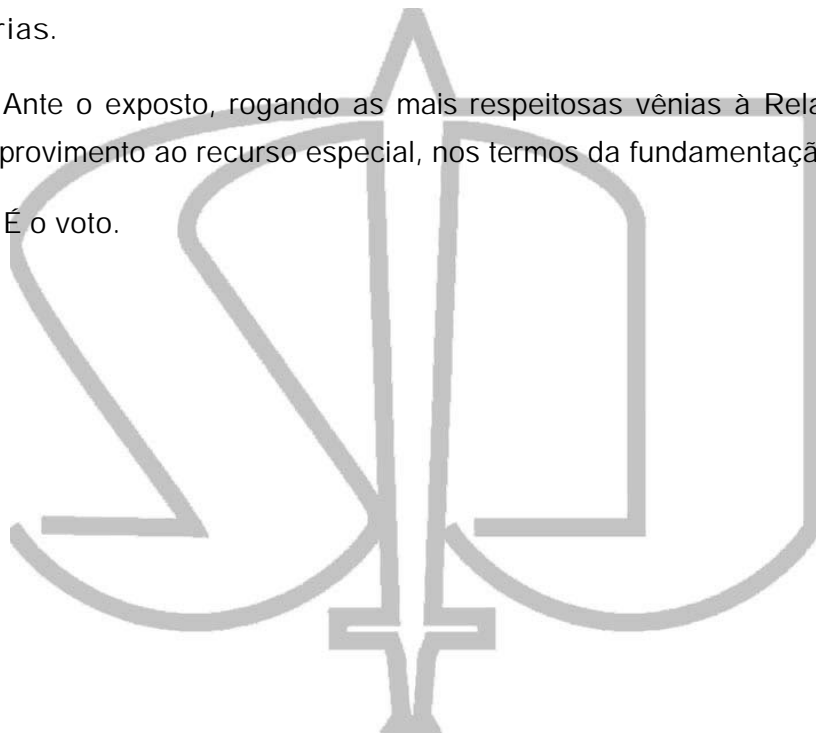 rias.
Ante o exposto, rogando as mais respeitosas vênias à Rela
provimento ao recurso especial, nos termos da fundamentaçã
É o voto.